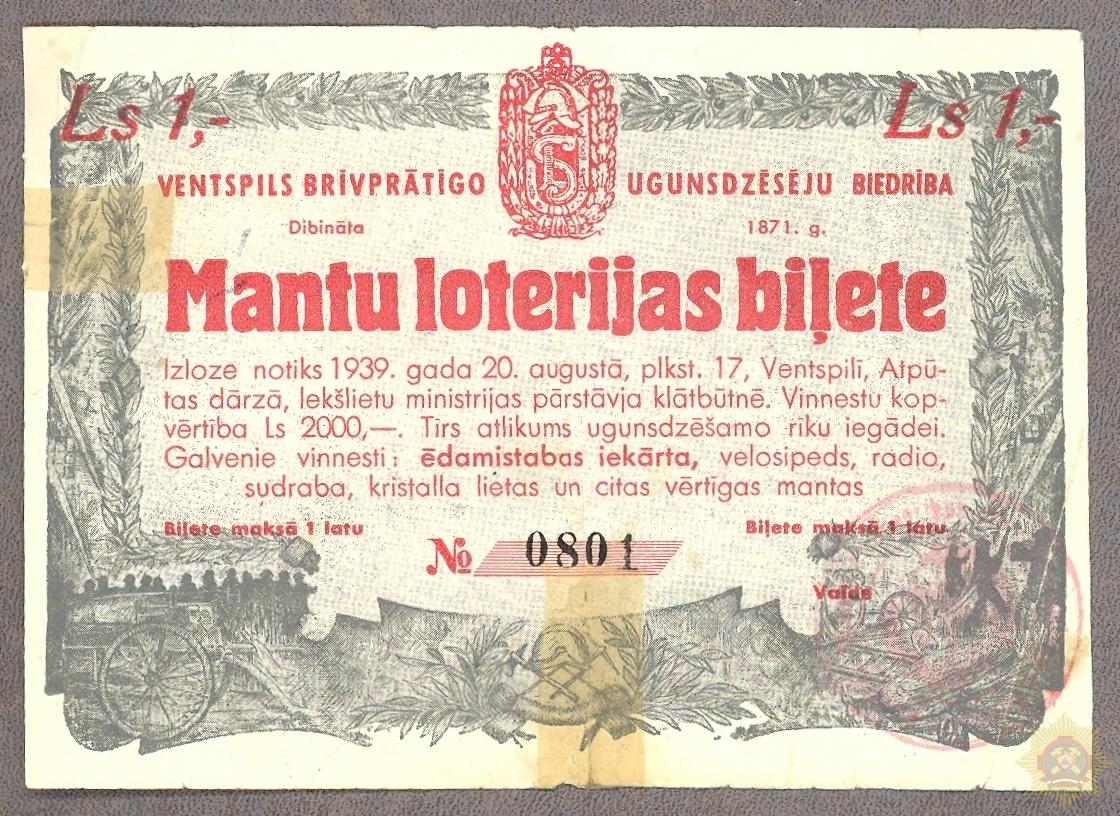 Ls 1,- Ls 1,-
VENTSPILS BRĪVPRĀTĪGO UGUNSDZĒSĒJU BIEDRĪBA
Dibināta 1871. g.
Mantu loterijas biļete
Izloze notiks 1939. gada 20. augustā, plkst. 17, Ventspilī, Atpū-
tas dārzā, Iekšlietu ministrijas pārstāvja klātbūtnē. Vinnestu kop-
vērtība Ls 2000,—. Tīrs atlikums ugunsdzēšamo rīku iegādei.
Galvenie vinnesti: ēdamistabas iekārta, velosipeds, radio,
sudraba, kristalla lietas un citas vērtīgas mantas
Biļete maksā 1 latu Biļete maksā 1 latu
№ 0801
Valde